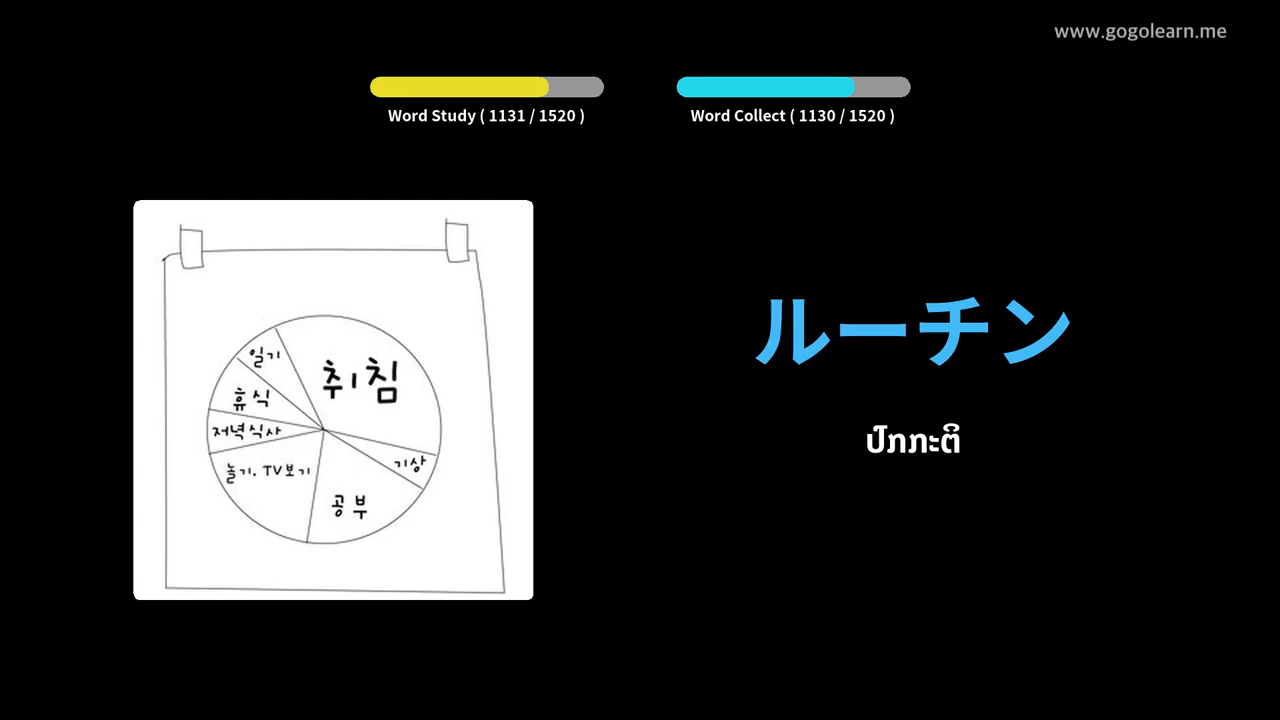 www.gogolearn.me
Word Study ( 1131 / 1520 )
Word Collect ( 1130 / 1520 )
일기
취침
휴식
저녁식사
기상
놀기. TV보기
공부
ルーチン
ປົກກະຕິ